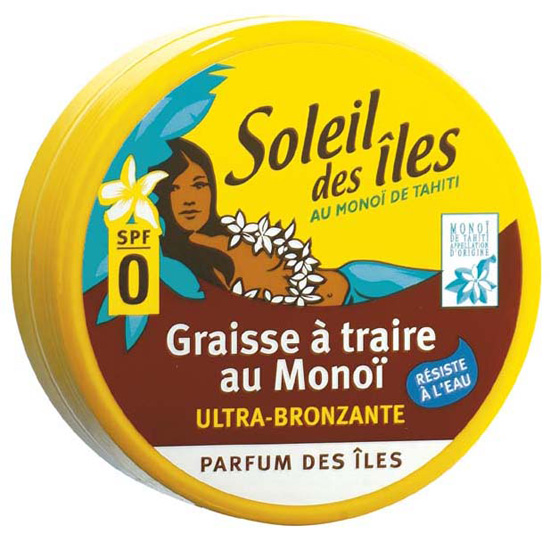 Soleil
des Îles
AU MONOÏ DE TAHITI
SPF
0
MONOÏ
DE TAHITI
APPELLATION
D'ORIGINE
Graisse à traire
au Monoï
RÉSISTE
À L'EAU
ULTRA-BRONZANTE
PARFUM DES ÎLES